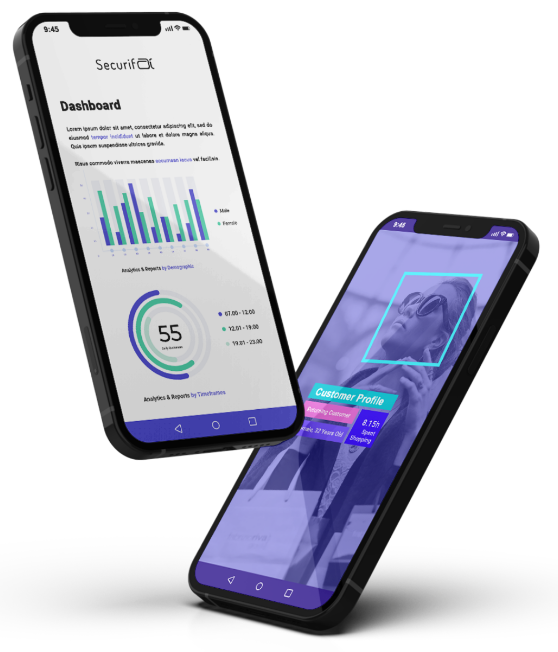 9:45
Securif
Dashboard
Lorem ipsum dolor sit amet, consectetur adipiscing elit, sed do
eiusmod tempor incididunt ut labore et dolore magna aliqua.
Quis ipsum suspendisse ultrices gravida.
Risus commodo viverra maecenas accumsan lacus vel facilisis.
Male
Female
Analytics & Reports by Demographic
55
07.00 - 12:00
12.01 - 19:00
19.01 - 23.00
Analytics & Reports by Timeframes
9:45
Customer Profile
Returning Customer
8.15h
Spent
Shopping
32 Years Old